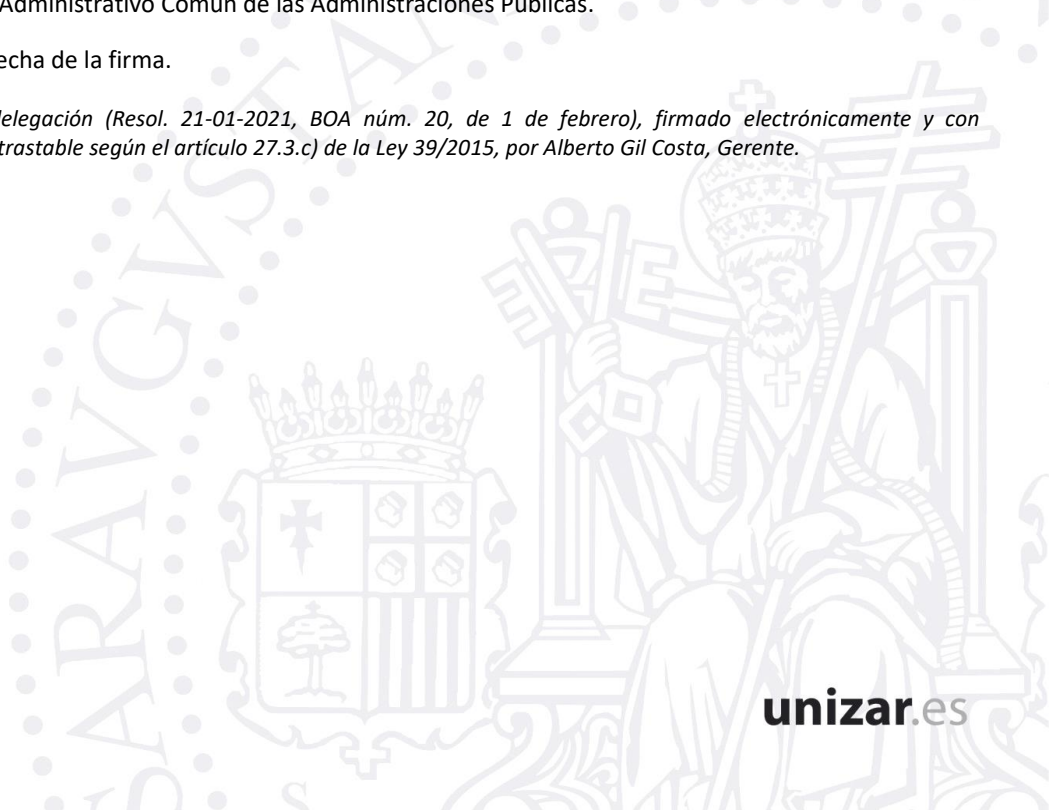 Administrativo Común de las Administraciones Públicas.
echa de la firma.
delegación (Resol. 21-01-2021, BOA núm. 20, de 1 de febrero), firmado electrónicamente y con
trastable según el artículo 27.3.c) de la Ley 39/2015, por Alberto Gil Costa, Gerente.
SARAVGVSTAN
S
unizar.es